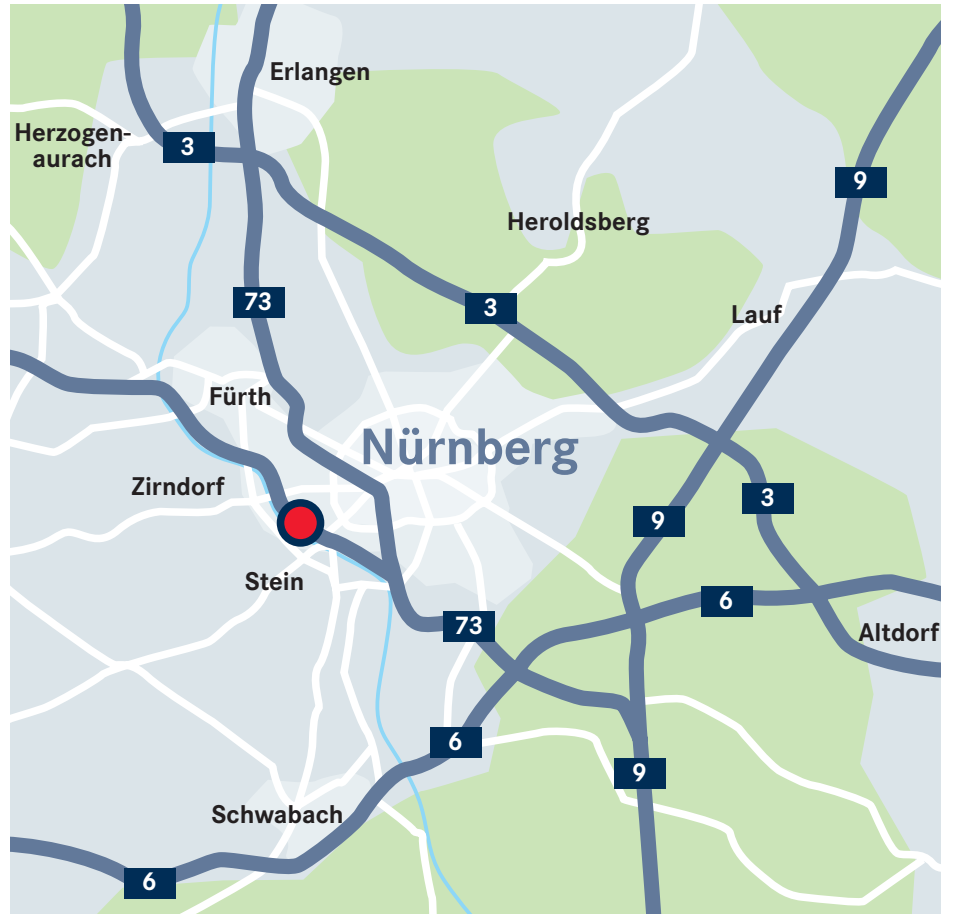 Erlangen
Herzogen-
aurach
3
9
Heroldsberg
73
3
Lauf
Fürth
Nürnberg
Zirndorf
3
9
Stein
6
73
Altdorf
6
9
Schwabach
6